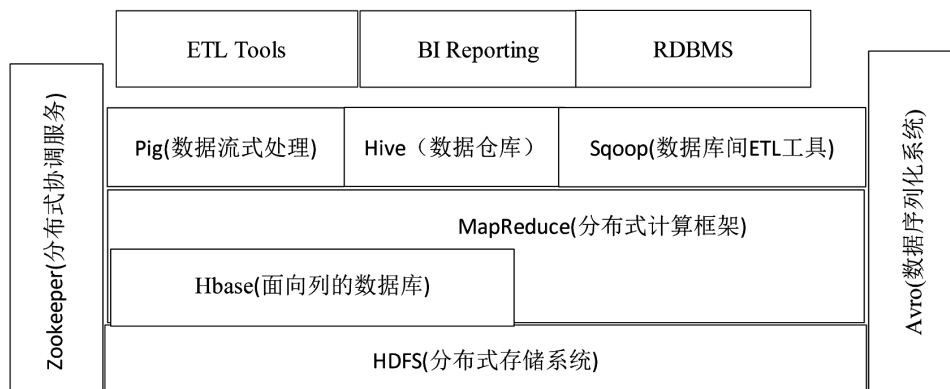 ETL Tools
BI Reporting
RDBMS
Zookeeper(分布式协调服务)
Pig(数据流式处理)
Hive（数据仓库）
Sqoop(数据库间ETL工具)
Avro(数据序列化系统)
MapReduce(分布式计算框架)
Hbase(面向列的数据库)
HDFS(分布式存储系统)